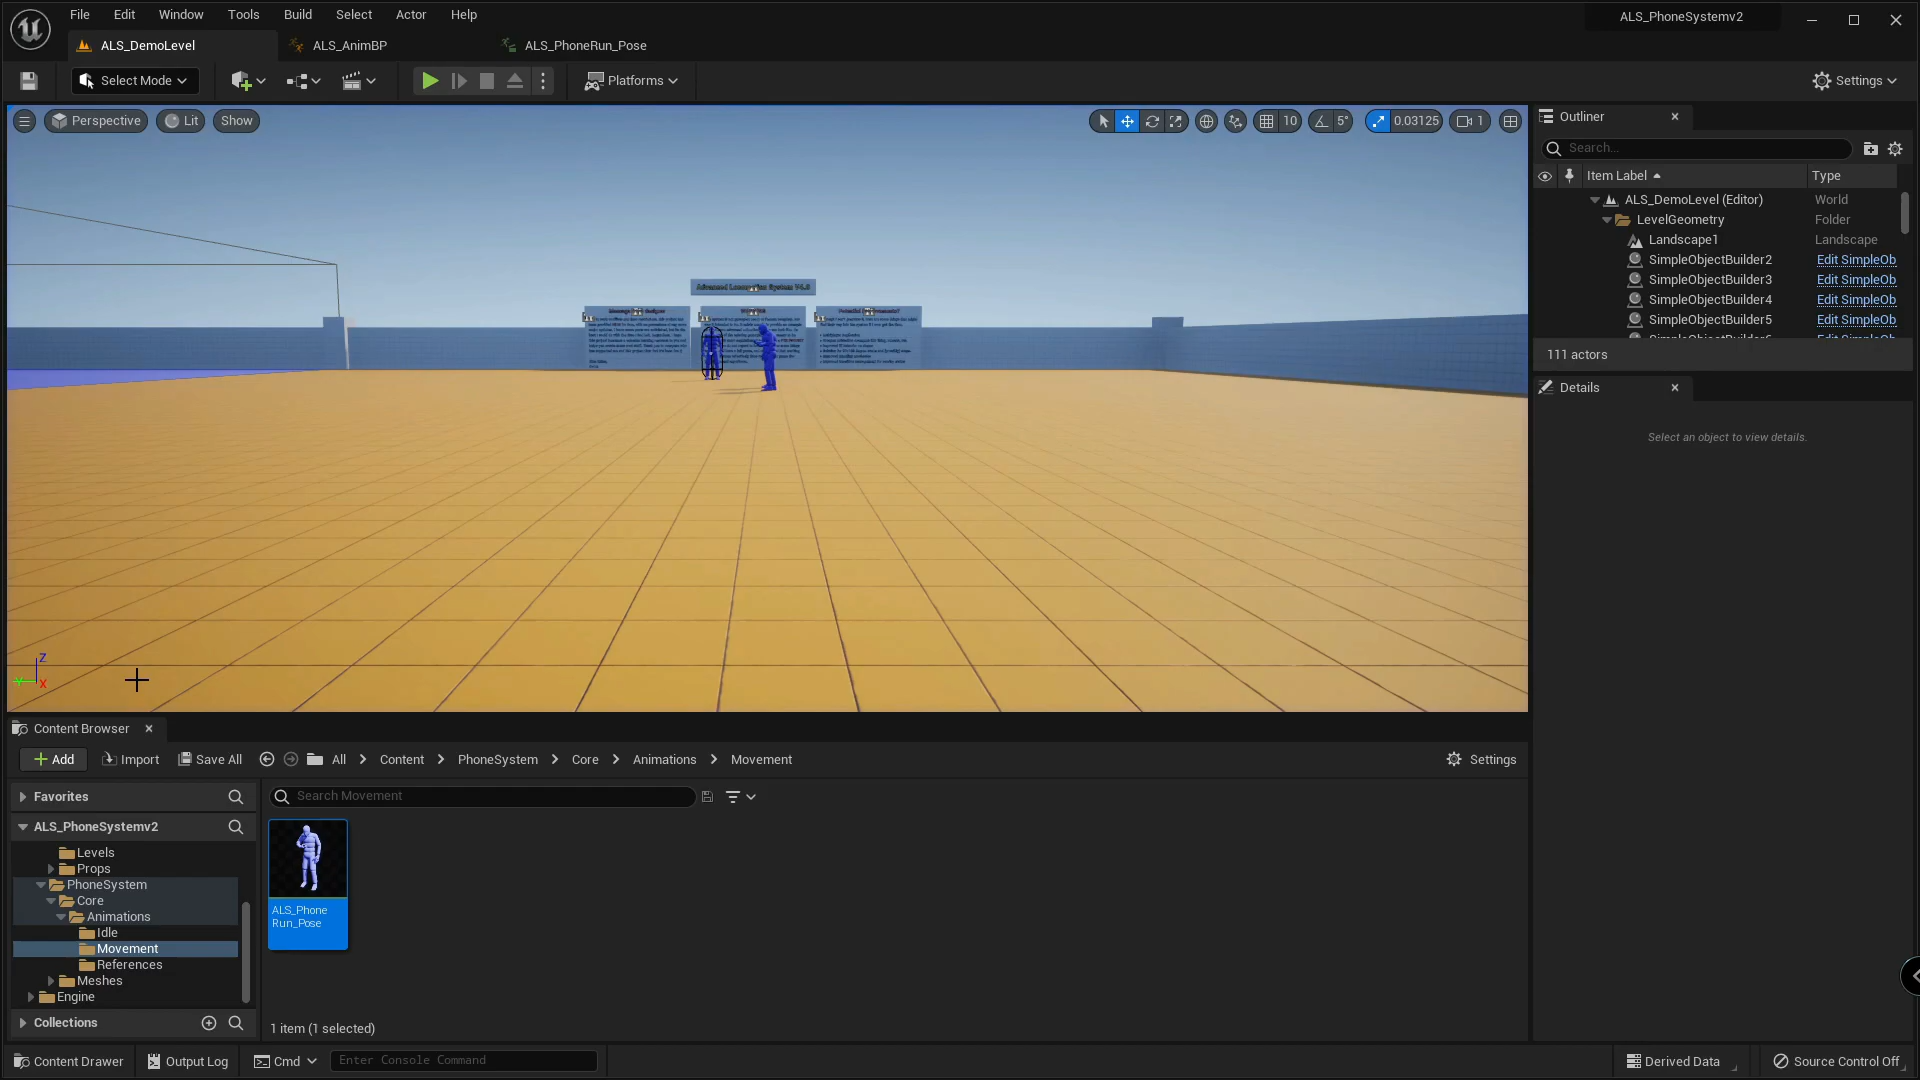 File Edit Window Tools Build Select Actor Help
ALS_PhoneSystemv2
ALS_DemoLevel ALS_AnimBP ALS_PhoneRun_Pose
Select Mode Platforms Settings
Perspective Lit Show 10 5° 0.03125 1
Outliner
Search...
Item Label Type
ALS_DemoLevel (Editor) World
LevelGeometry Folder
Landscape1 Landscape
SimpleObjectBuilder2 Edit SimpleOb
SimpleObjectBuilder3 Edit SimpleOb
SimpleObjectBuilder4 Edit SimpleOb
SimpleObjectBuilder5 Edit SimpleOb
111 actors
Details
Select an object to view details.
Advanced Locomotion System V4.0
Z
Y X
Content Browser
Add Import Save All All Content PhoneSystem Core Animations Movement Settings
Favorites
Search Movement
ALS_PhoneSystemv2
Levels
Props
PhoneSystem
Core
Animations
Idle
Movement
References
Meshes
Engine
Collections
ALS_Phone
Run_Pose
1 item (1 selected)
Content Drawer Output Log Cmd Enter Console Command Derived Data Source Control Off